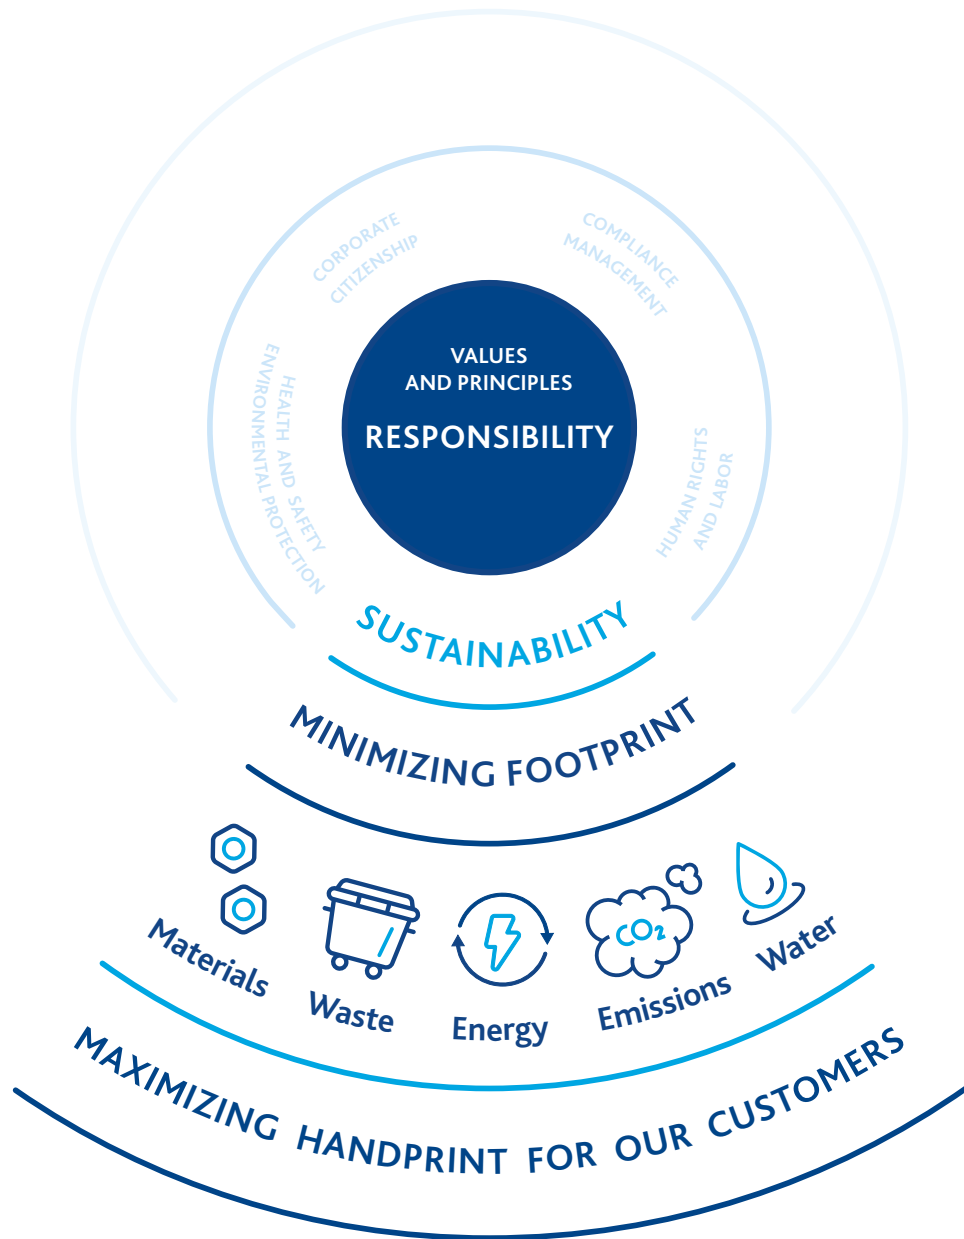 CORPORATE
CITIZENSHIP
COMPLIANCE
MANAGEMENT
VALUES
AND PRINCIPLES
RESPONSIBILITY
HEALTH AND SAFETY
ENVIRONMENTAL PROTECTION
HUMAN RIGHTS
AND LABOR
SUSTAINABILITY
MINIMIZING FOOTPRINT
CO2
Materials
Waste
Energy
Emissions
Water
MAXIMIZING HANDPRINT FOR OUR CUSTOMERS